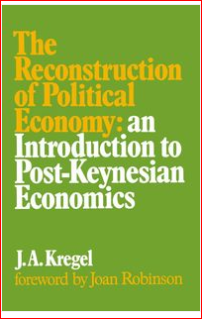 The
Reconstruction
of Political
Economy: an
Introduction to
Post-Keynesian
Economics
J.A. Kregel
foreword by Joan Robinson